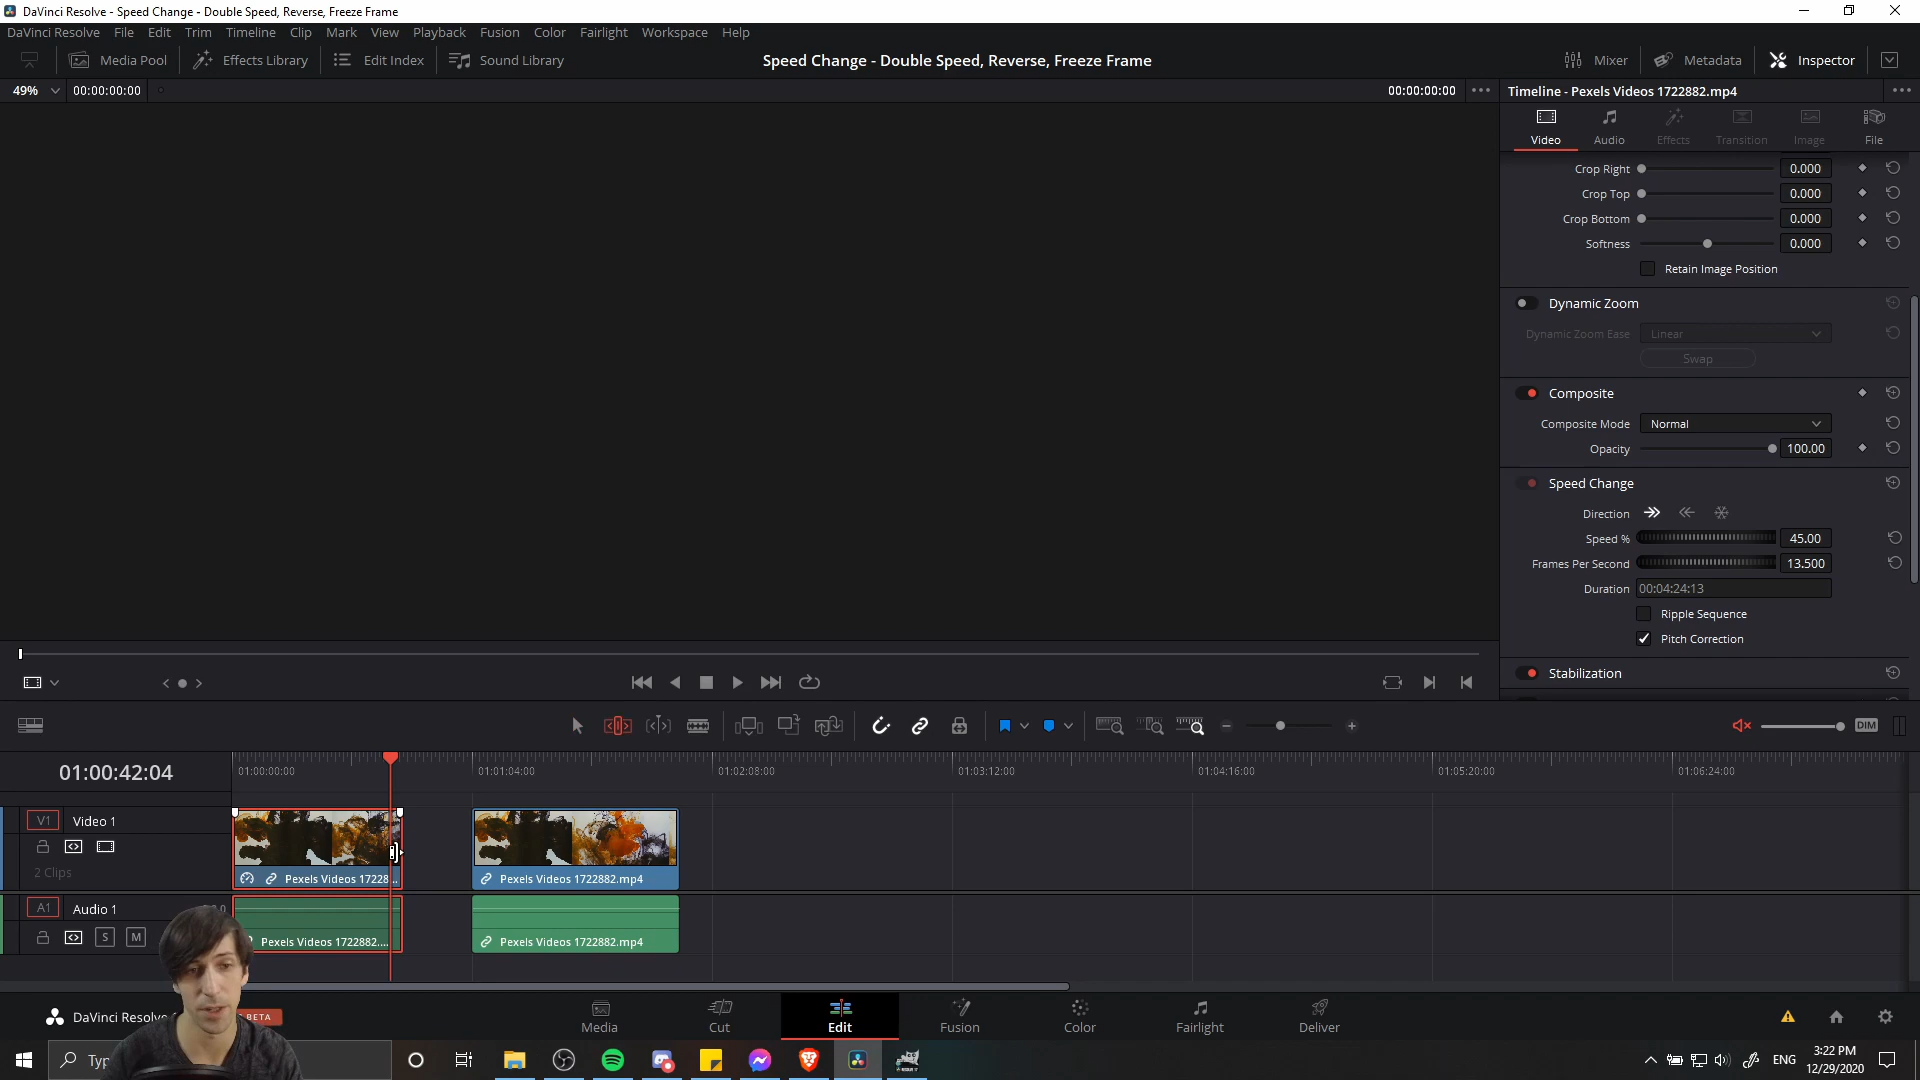 DaVinci Resolve - Speed Change - Double Speed, Reverse, Freeze Frame
DaVinci Resolve File Edit Trim Timeline Clip Mark View Playback Fusion Color Fairlight Workspace Help
Media Pool Effects Library Edit Index Sound Library Speed Change - Double Speed, Reverse, Freeze Frame Mixer Metadata Inspector
49% 00:00:00:00 00:00:00:00 Timeline - Pexels Videos 1722882.mp4
Video Audio Effects Transition Image File
Crop Right 0.000
Crop Top 0.000
Crop Bottom 0.000
Softness 0.000
Retain Image Position
Dynamic Zoom
Dynamic Zoom Ease Linear
Swap
Composite
Composite Mode Normal
Opacity 100.00
Speed Change
Direction
Speed % 45.00
Frames Per Second 13.500
Duration 00:04:24:13
Ripple Sequence
Pitch Correction
Stabilization
DIM
01:00:42:04 01:00:00:00 01:01:04:00 01:02:08:00 01:03:12:00 01:04:16:00 01:05:20:00 01:06:24:00
V1 Video 1
2 Clips
Pexels Videos 17228... Pexels Videos 1722882.mp4
A1 Audio 1
S M
Pexels Videos 1722882.... Pexels Videos 1722882.mp4
DaVinci Resolve BETA
Media Cut Edit Fusion Color Fairlight Deliver
Typ
ENG
3:22 PM
12/29/2020